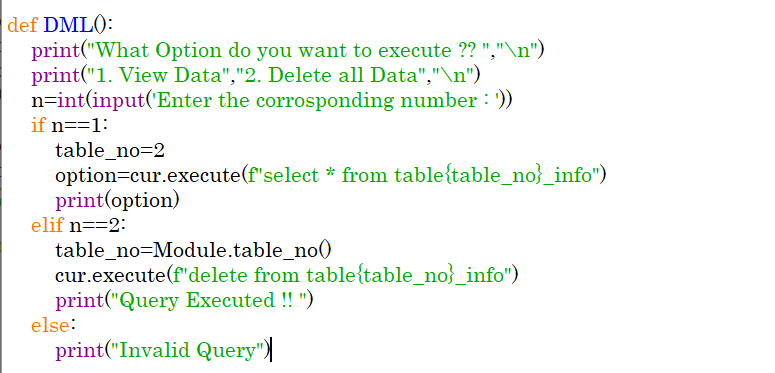 def DML():
    print("What Option do you want to execute ?? ","\n")
    print("1. View Data","2. Delete all Data","\n")
    n=int(input('Enter the corrosponding number : '))
    if n==1:
        table_no=2
        option=cur.execute(f"select * from table{table_no}_info")
        print(option)
    elif n==2:
        table_no=Module.table_no()
        cur.execute(f"delete from table{table_no}_info")
        print("Query Executed !! ")
    else:
        print("Invalid Query")